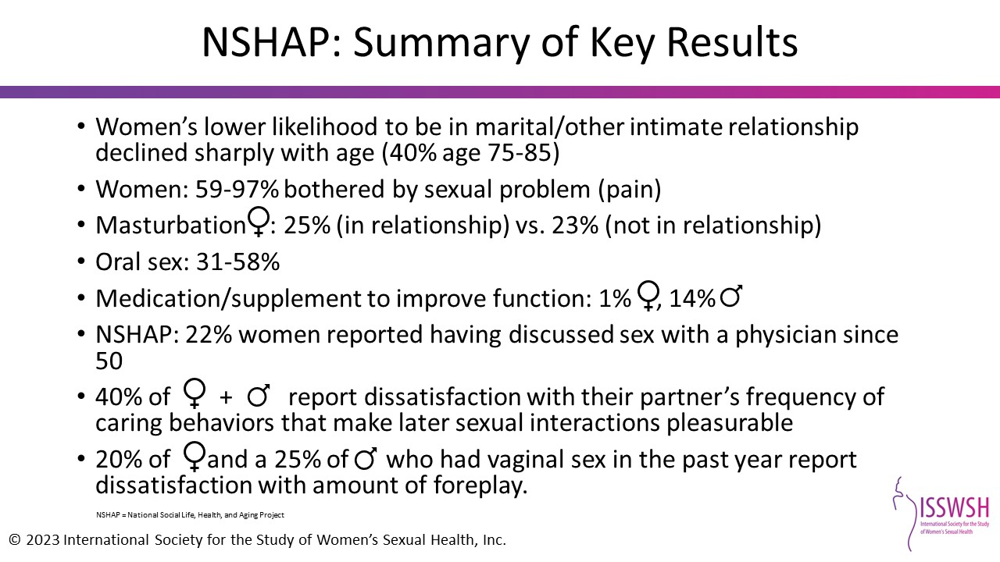 NSHAP: Summary of Key Results
• Women’s lower likelihood to be in marital/other intimate relationship
declined sharply with age (40% age 75-85)
• Women: 59-97% bothered by sexual problem (pain)
• Masturbation♀: 25% (in relationship) vs. 23% (not in relationship)
• Oral sex: 31-58%
• Medication/supplement to improve function: 1% ♀, 14% ♂
• NSHAP: 22% women reported having discussed sex with a physician since
50
• 40% of ♀ + ♂ report dissatisfaction with their partner’s frequency of
caring behaviors that make later sexual interactions pleasurable
• 20% of ♀ and a 25% of ♂ who had vaginal sex in the past year report
dissatisfaction with amount of foreplay.
NSHAP = National Social Life, Health, and Aging Project
ISSWSH
International Society for the Study
of Women's Sexual Health
© 2023 International Society for the Study of Women’s Sexual Health, Inc.